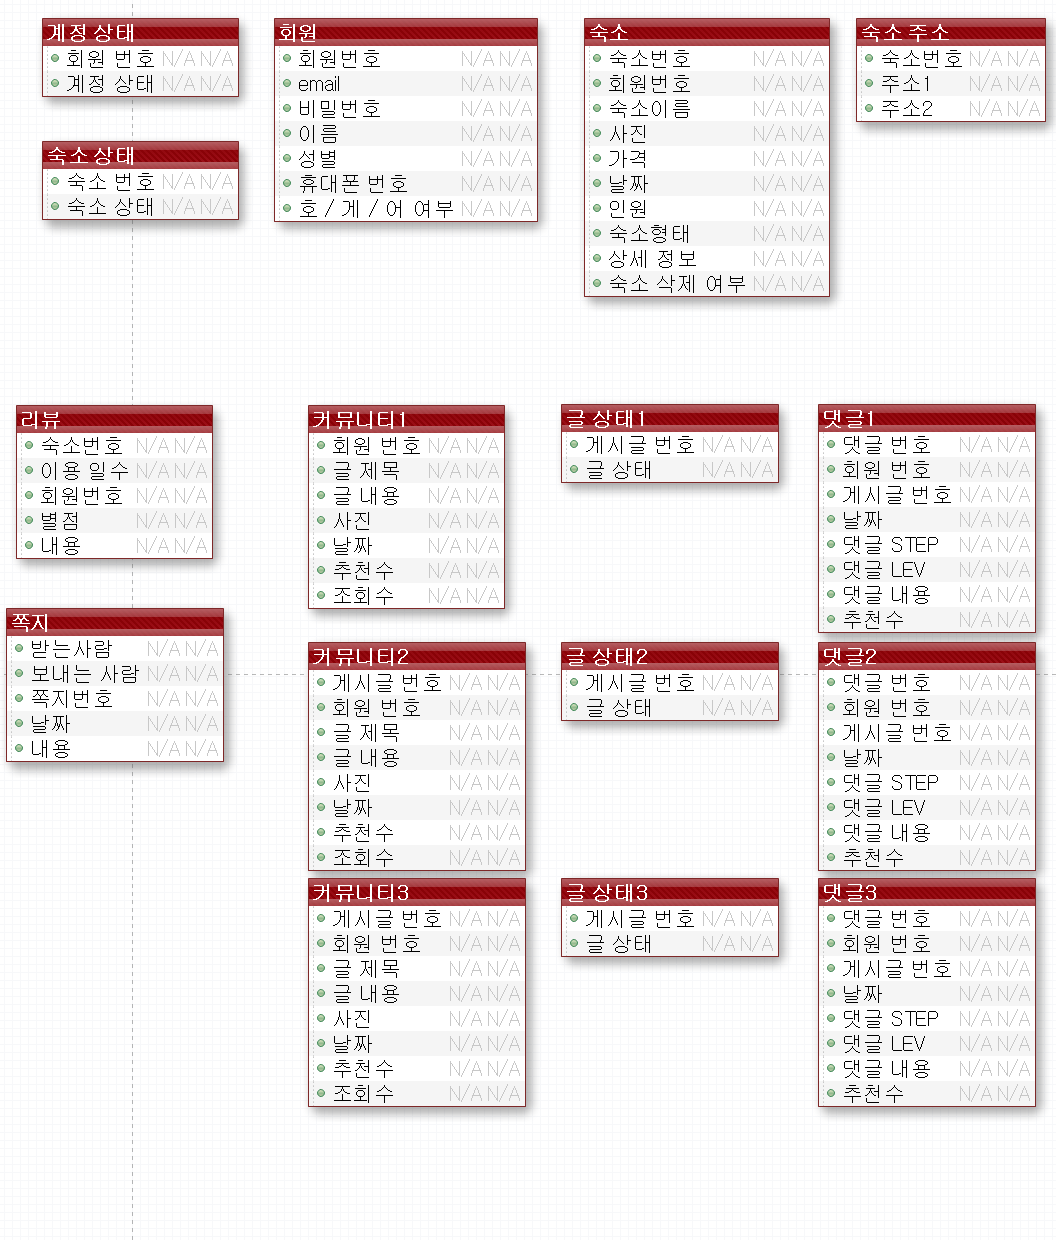 계정 상태
회원 번호 N/A N/A
계정 상태 N/A N/A
숙소 상태
숙소 번호 N/A N/A
숙소 상태 N/A N/A
회원
회원번호 N/A N/A
email N/A N/A
비밀번호 N/A N/A
이름 N/A N/A
성별 N/A N/A
휴대폰 번호 N/A N/A
호 / 게 / 어 여부 N/A N/A
숙소
숙소번호 N/A N/A
회원번호 N/A N/A
숙소이름 N/A N/A
사진 N/A N/A
가격 N/A N/A
날짜 N/A N/A
인원 N/A N/A
숙소형태 N/A N/A
상세 정보 N/A N/A
숙소 삭제 여부 N/A N/A
숙소 주소
숙소번호 N/A N/A
주소1 N/A N/A
주소2 N/A N/A
리뷰
숙소번호 N/A N/A
이용 일수 N/A N/A
회원번호 N/A N/A
별점 N/A N/A
내용 N/A N/A
쪽지
받는사람 N/A N/A
보내는 사람 N/A N/A
쪽지번호 N/A N/A
날짜 N/A N/A
내용 N/A N/A
커뮤니티1
회원 번호 N/A N/A
글 제목 N/A N/A
글 내용 N/A N/A
사진 N/A N/A
날짜 N/A N/A
추천수 N/A N/A
조회수 N/A N/A
글 상태1
게시글 번호 N/A N/A
글 상태 N/A N/A
댓글1
댓글 번호 N/A N/A
회원 번호 N/A N/A
게시글 번호 N/A N/A
날짜 N/A N/A
댓글 STEP N/A N/A
댓글 LEV N/A N/A
댓글 내용 N/A N/A
추천수 N/A N/A
커뮤니티2
게시글 번호 N/A N/A
회원 번호 N/A N/A
글 제목 N/A N/A
글 내용 N/A N/A
사진 N/A N/A
날짜 N/A N/A
추천수 N/A N/A
조회수 N/A N/A
글 상태2
게시글 번호 N/A N/A
글 상태 N/A N/A
댓글2
댓글 번호 N/A N/A
회원 번호 N/A N/A
게시글 번호 N/A N/A
날짜 N/A N/A
댓글 STEP N/A N/A
댓글 LEV N/A N/A
댓글 내용 N/A N/A
추천수 N/A N/A
커뮤니티3
게시글 번호 N/A N/A
회원 번호 N/A N/A
글 제목 N/A N/A
글 내용 N/A N/A
사진 N/A N/A
날짜 N/A N/A
추천수 N/A N/A
조회수 N/A N/A
글 상태3
게시글 번호 N/A N/A
글 상태 N/A N/A
댓글3
댓글 번호 N/A N/A
회원 번호 N/A N/A
게시글 번호 N/A N/A
날짜 N/A N/A
댓글 STEP N/A N/A
댓글 LEV N/A N/A
댓글 내용 N/A N/A
추천수 N/A N/A